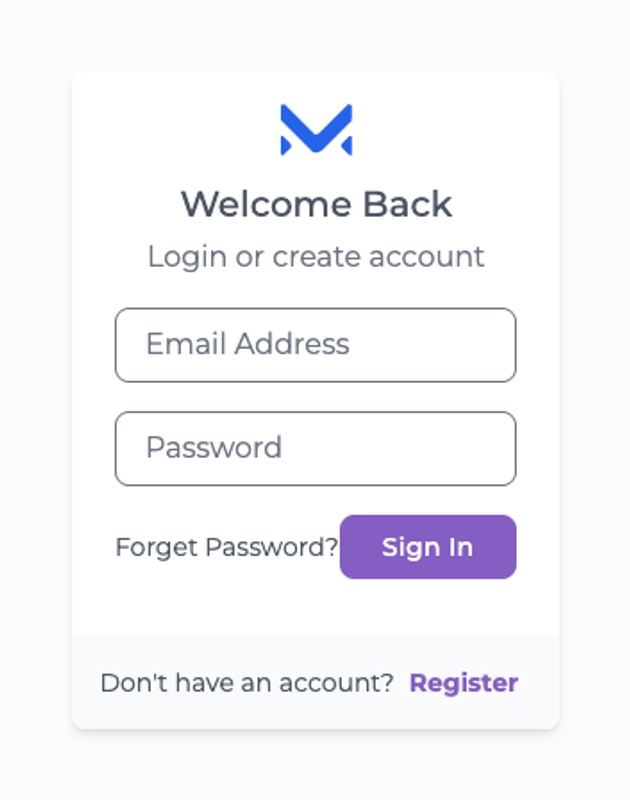 Welcome Back
Login or create account
Email Address
Password
Forget Password? Sign In
Don't have an account? Register